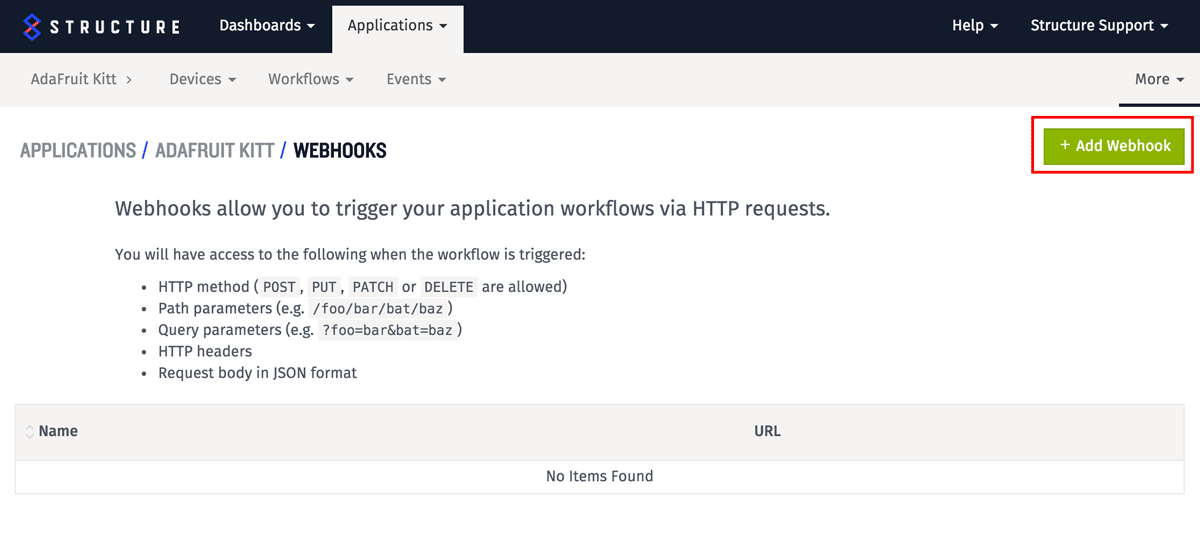 STRUCTURE Dashboards Applications Help Structure Support
AdaFruit Kitt > Devices Workflows Events More
APPLICATIONS / ADAFRUIT KITT / WEBHOOKS + Add Webhook
Webhooks allow you to trigger your application workflows via HTTP requests.
You will have access to the following when the workflow is triggered:
• HTTP method ( POST , PUT , PATCH or DELETE are allowed)
• Path parameters (e.g. /foo/bar/bat/baz )
• Query parameters (e.g. ?foo=bar&bat=baz )
• HTTP headers
• Request body in JSON format
Name URL
No Items Found